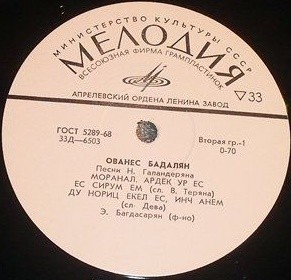 МИНИСТЕРСТВО КУЛЬТУРЫ СССР
МЕЛОДИЯ
ВСЕСОЮЗНАЯ ФИРМА ГРАМПЛАСТИНОК
АПРЕЛЕВСКИЙ ОРДЕНА ЛЕНИНА ЗАВОД
▽33
ГОСТ 5289-68
33Д—6503
Вторая гр.-1
0-70
ОВАНЕС БАДАЛЯН
Песни Н. Галандеряна
МОРАНАЛ. АРДЕК УР ЕС
ЕС СИРУМ ЕМ (сл. В. Теряна)
ДУ НОРИЦ ЕКЕЛ ЕС, ИНЧ АНЕМ
(сл. Дева)
Э. Багдасарян (ф-но)